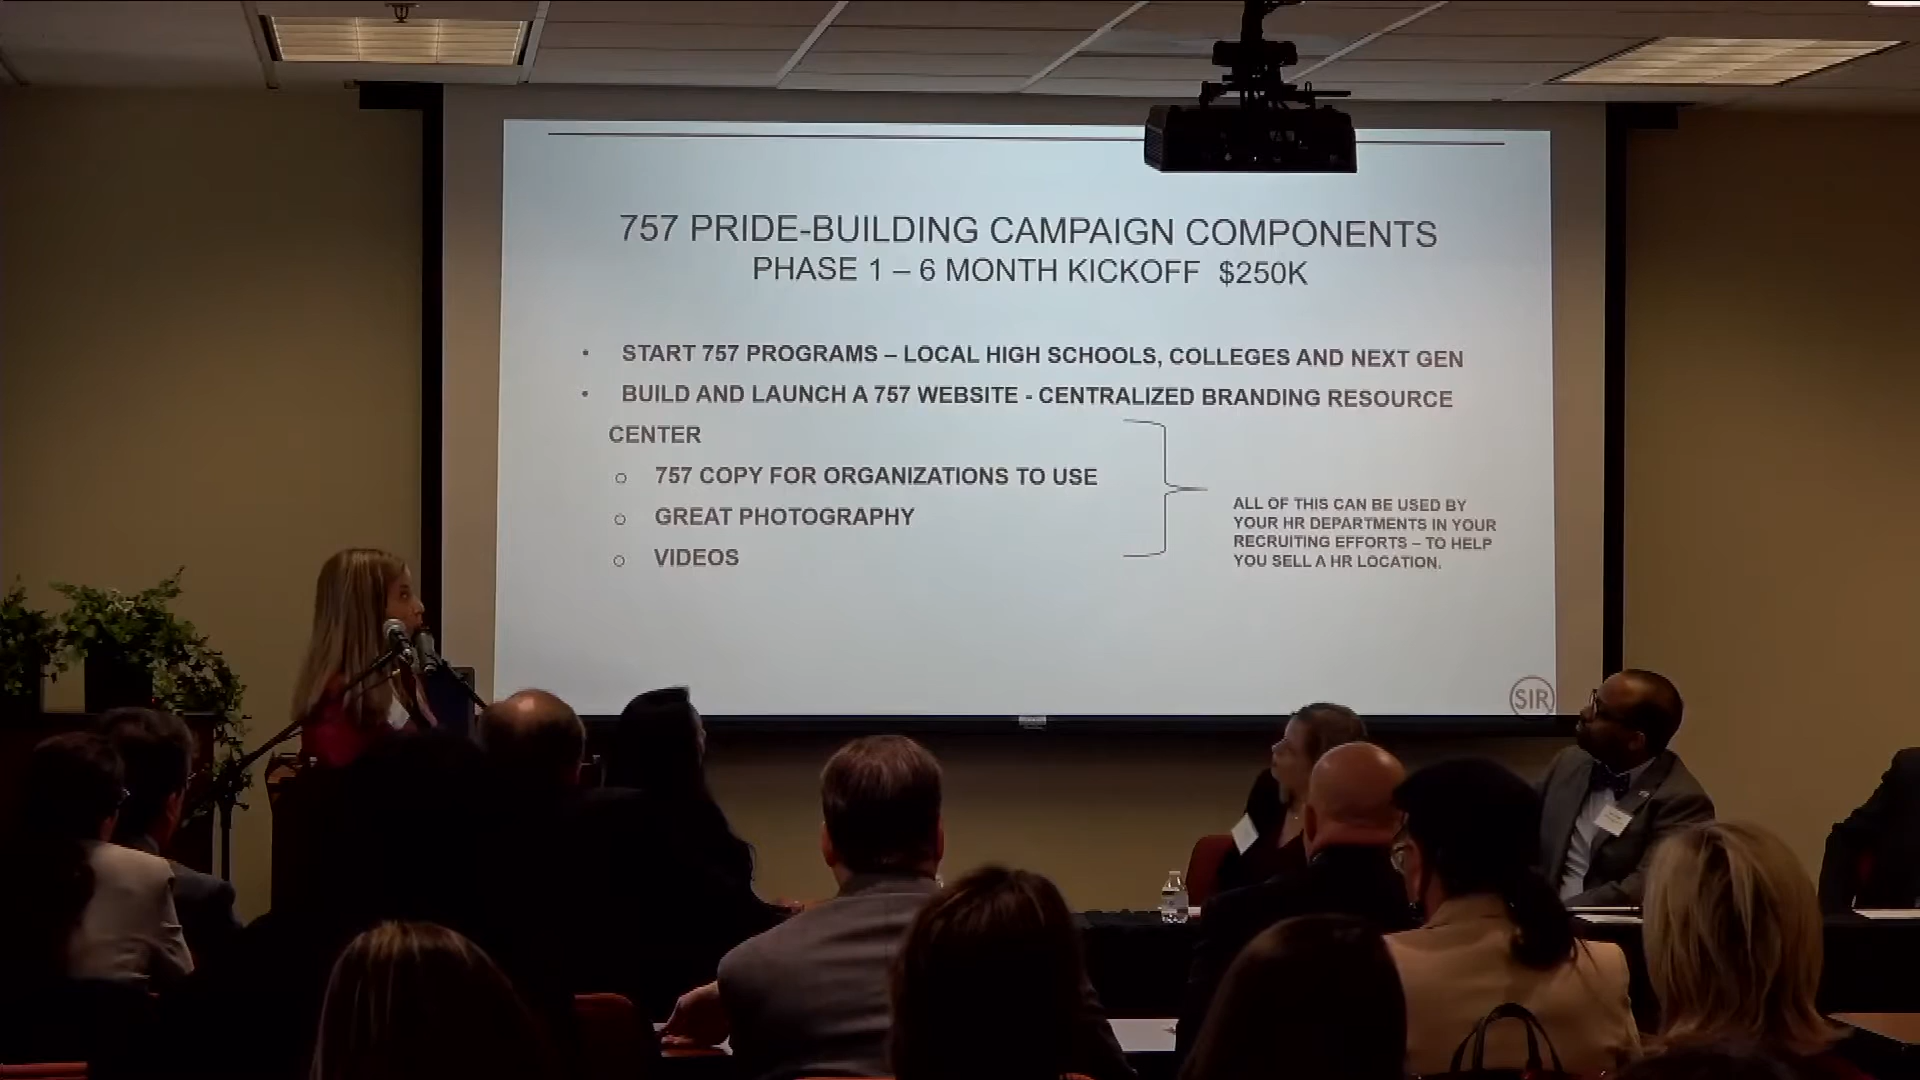 757 PRIDE-BUILDING CAMPAIGN COMPONENTS
PHASE 1 – 6 MONTH KICKOFF $250K
• START 757 PROGRAMS – LOCAL HIGH SCHOOLS, COLLEGES AND NEXT GEN
• BUILD AND LAUNCH A 757 WEBSITE - CENTRALIZED BRANDING RESOURCE
CENTER
o 757 COPY FOR ORGANIZATIONS TO USE
o GREAT PHOTOGRAPHY
o VIDEOS
ALL OF THIS CAN BE USED BY
YOUR HR DEPARTMENTS IN YOUR
RECRUITING EFFORTS – TO HELP
YOU SELL A HR LOCATION.
SIR